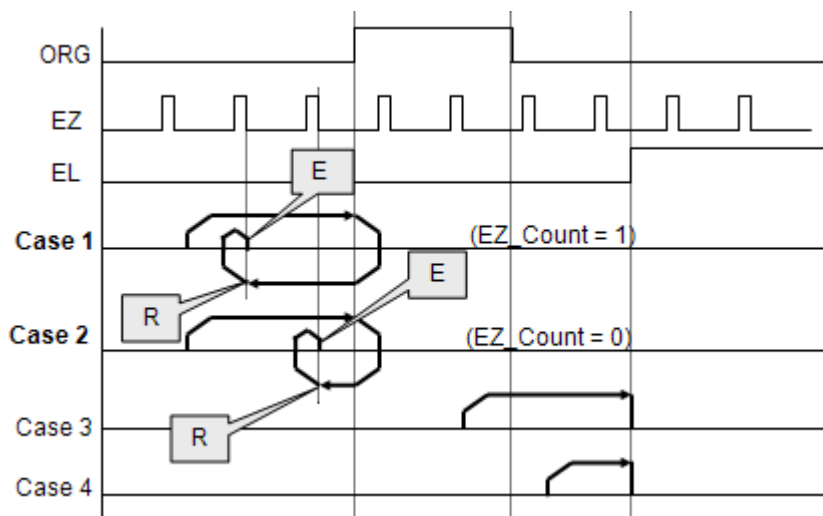 ORG
EZ
EL
E
Case 1
(EZ_Count = 1)
E
R
Case 2
(EZ_Count = 0)
Case 3
R
Case 4